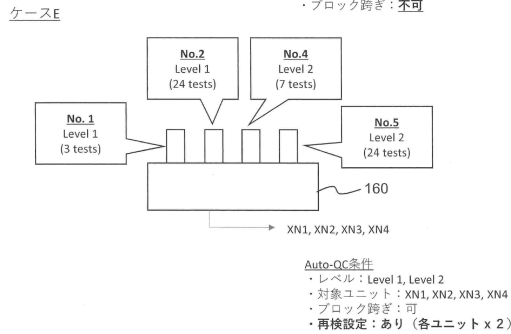 ・ブロック跨ぎ：不可
ケースE
No.2
Level 1
(24 tests)
No.4
Level 2
(7 tests)
No. 1
Level 1
(3 tests)
No.5
Level 2
(24 tests)
160
XN1, XN2, XN3, XN4
Auto-QC条件
・レベル：Level 1, Level 2
・対象ユニット：XN1, XN2, XN3, XN4
・ブロック跨ぎ：可
・再検設定：あり（各ユニット x 2）